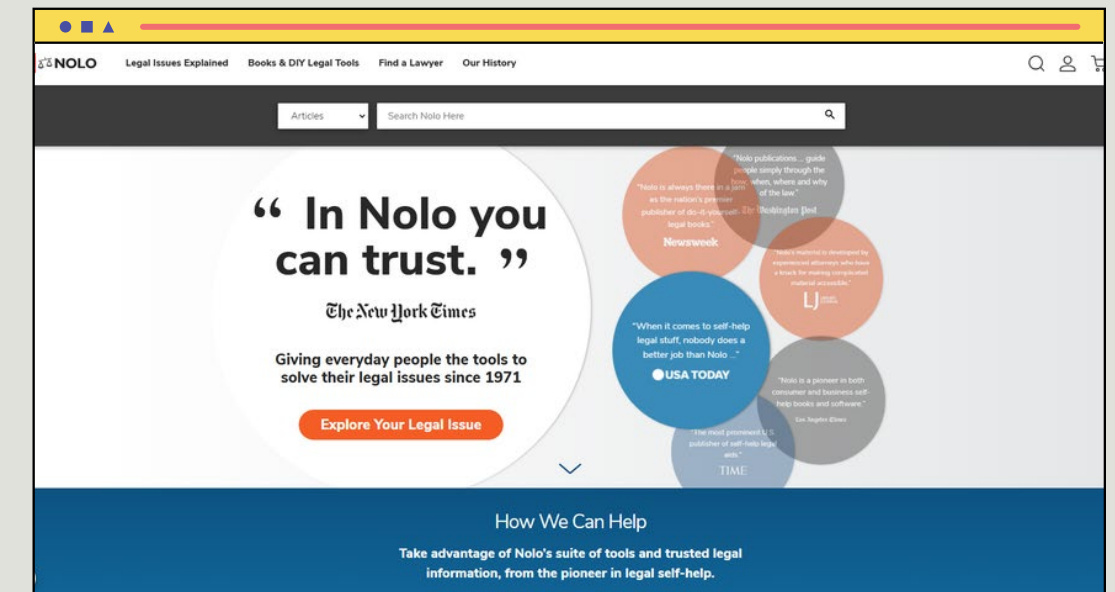 NOLO
Legal Issues Explained
Books & DIY Legal Tools
Find a Lawyer
Our History
Articles
Search Nolo Here
“ In Nolo you
can trust. ”
The New York Times
Giving everyday people the tools to
solve their legal issues since 1971
Explore Your Legal Issue
"Nolo publications ... guide
people simply through the
how, when, where and why
of the law."
The Washington Post
"Nolo is always there in a jam
as the nation's premier
publisher of do-it-yourself
legal books."
Newsweek
"Nolo's material is developed by
experienced attorneys who have
a knack for making complicated
material accessible."
LJ
"When it comes to self-help
legal stuff, nobody does a
better job than Nolo ..."
USA TODAY
"Nolo is a pioneer in both
consumer and business self-
help books and software."
Los Angeles Times
"The most prominent U.S.
publisher of self-help legal
aids."
TIME
How We Can Help
Take advantage of Nolo's suite of tools and trusted legal
information, from the pioneer in legal self-help.